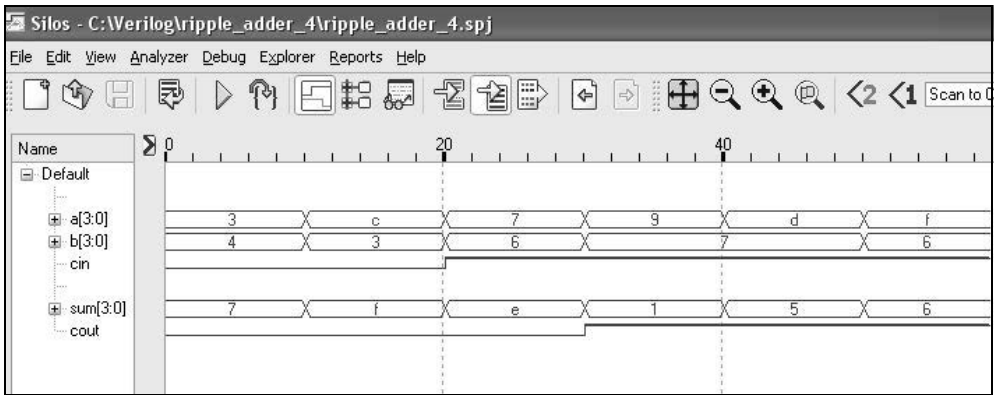 Silos - C:\Verilog\ripple_adder_4\ripple_adder_4.spj
File Edit View Analyzer Debug Explorer Reports Help
2 1 Scan to
Name 0 20 40
Default
a[3:0] 3 c 7 9 d f
b[3:0] 4 3 6 7 6
cin
sum[3:0] 7 f e 1 5 6
cout